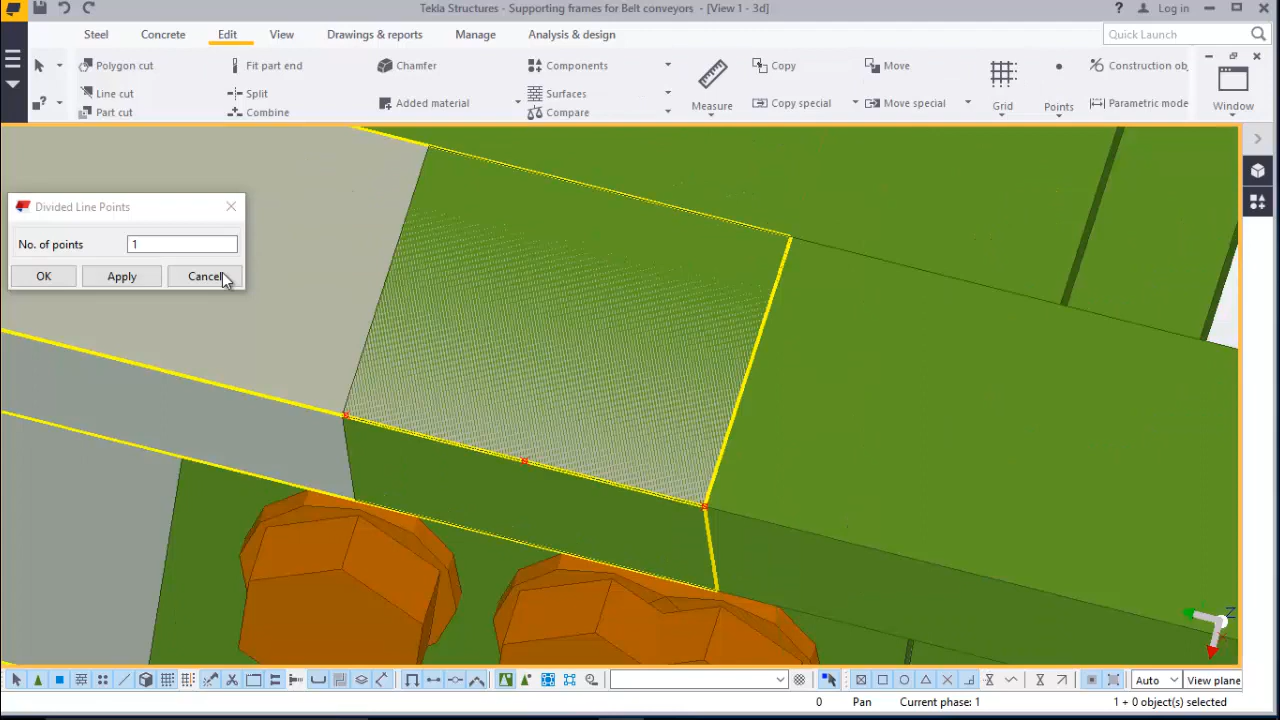 Tekla Structures - Supporting frames for Belt conveyors - [View 1 - 3d]
? Log in
Steel Concrete Edit View Drawings & reports Manage Analysis & design
Quick Launch
Polygon cut Fit part end Chamfer Components Copy Move Construction ob
Line cut Split Added material Surfaces Measure Copy special Move special Grid Points Parametric mode Window
Part cut Combine Compare
Divided Line Points
No. of points 1
OK Apply Cancel
Z
Auto View plane
0 Pan Current phase: 1 1 + 0 object(s) selected